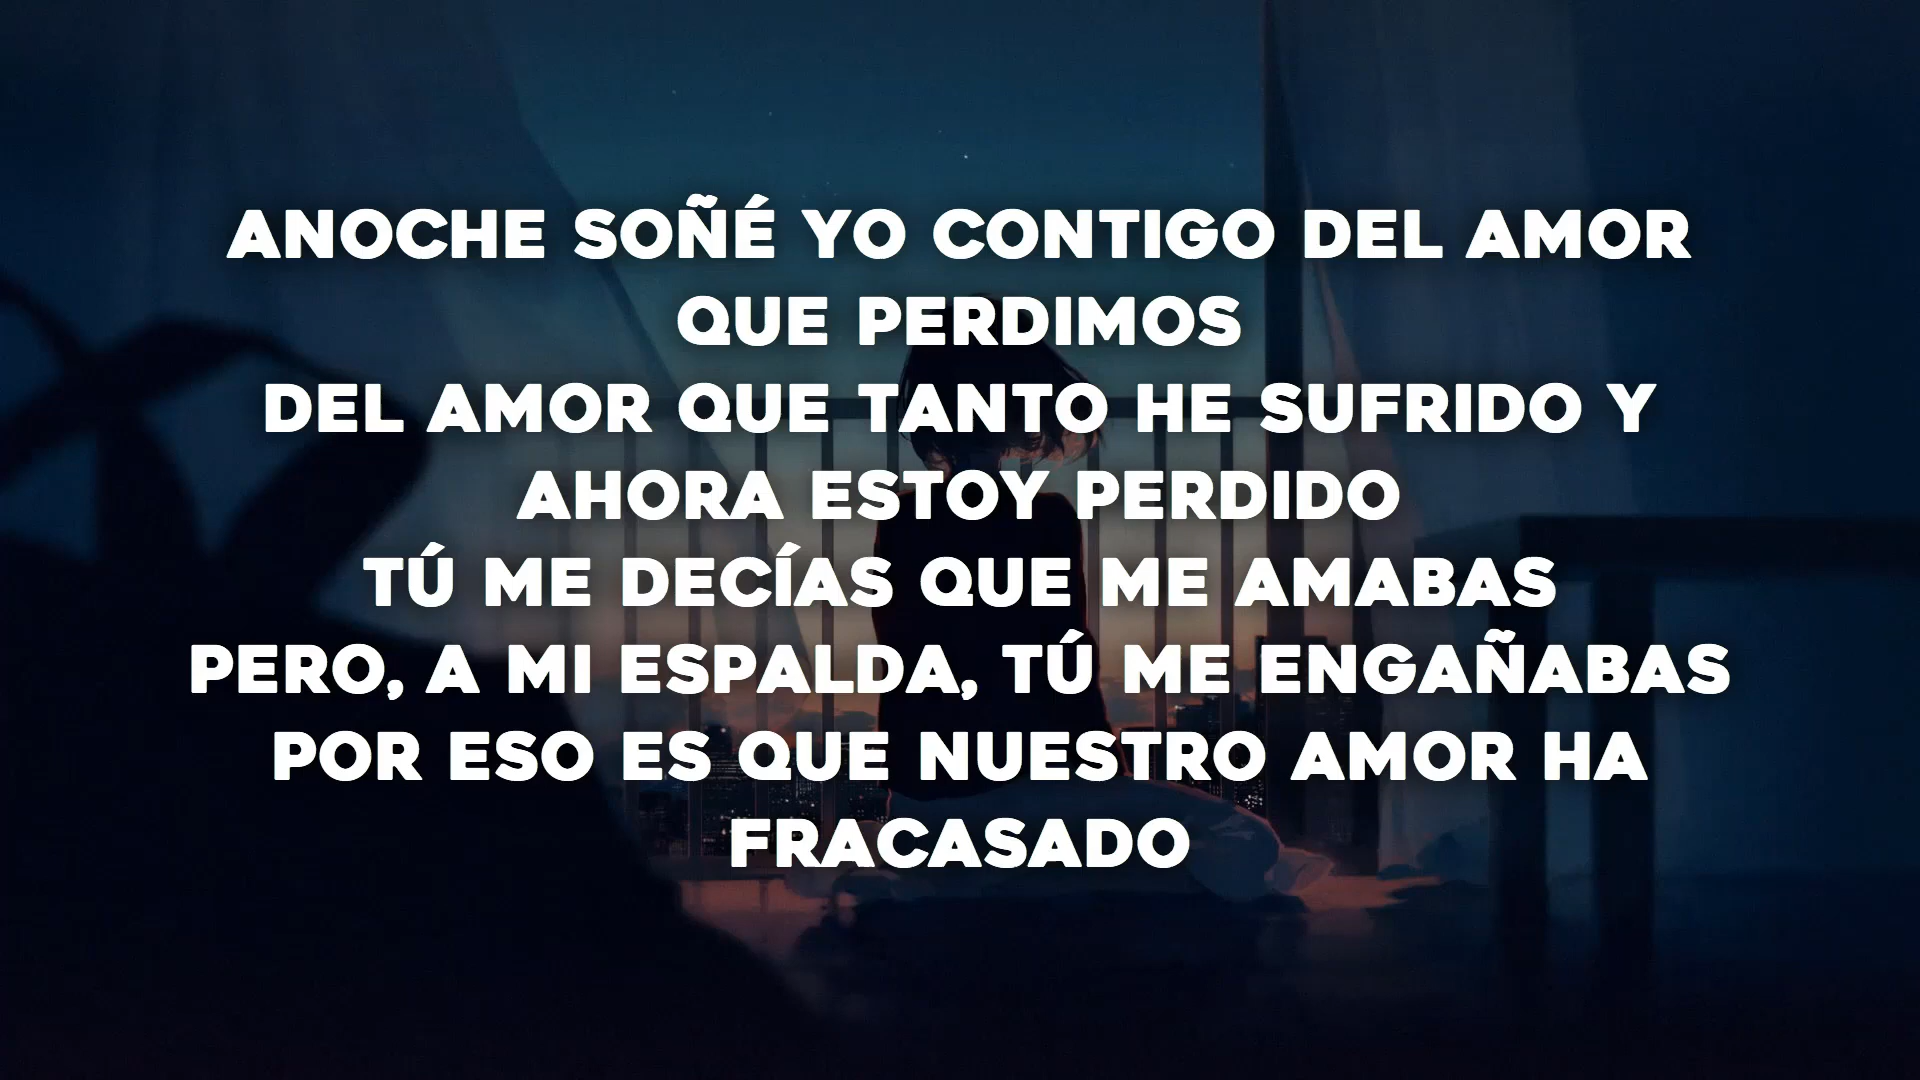 ANOCHE SOÑÉ YO CONTIGO DEL AMOR
QUE PERDIMOS
DEL AMOR QUE TANTO HE SUFRIDO Y
AHORA ESTOY PERDIDO
TÚ ME DECÍAS QUE ME AMABAS
PERO, A MI ESPALDA, TÚ ME ENGAÑABAS
POR ESO ES QUE NUESTRO AMOR HA
FRACASADO